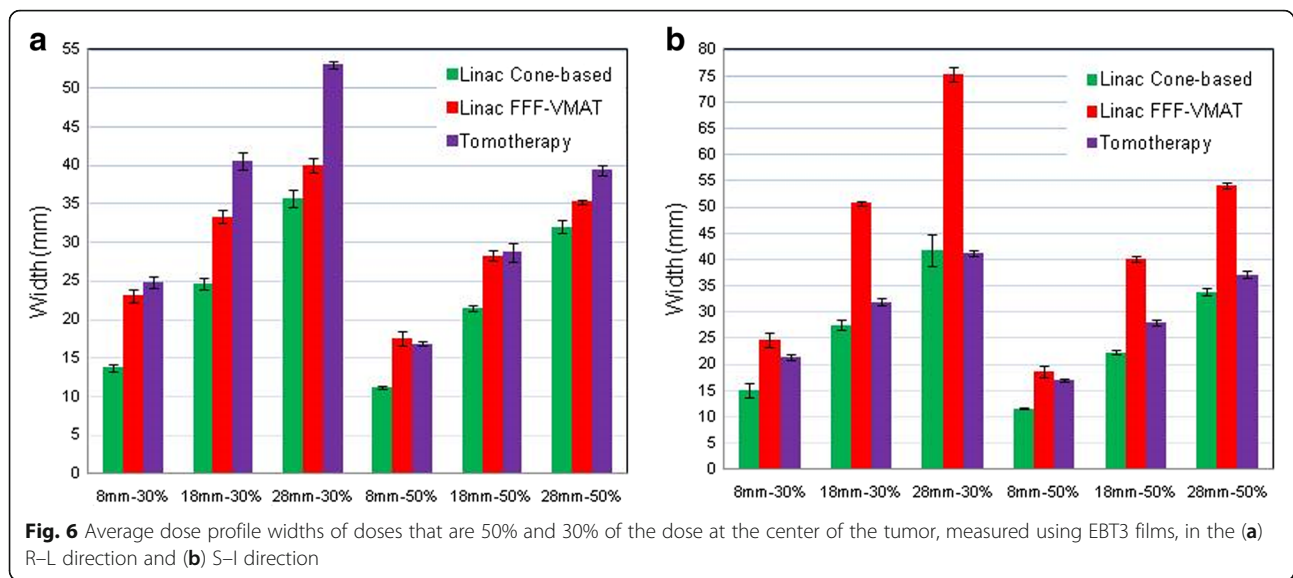 a
55
50
45
40
35
30
25
20
15
10
5
0
Width (mm)
Linac Cone-based
Linac FFF-VMAT
Tomotherapy
8mm-30% 18mm-30% 28mm-30% 8mm-50% 18mm-50% 28mm-50%
b
80
75
70
65
60
55
50
45
40
35
30
25
20
15
10
5
0
Width (mm)
Linac Cone-based
Linac FFF-VMAT
Tomotherapy
8mm-30% 18mm-30% 28mm-30% 8mm-50% 18mm-50% 28mm-50%
Fig. 6 Average dose profile widths of doses that are 50% and 30% of the dose at the center of the tumor, measured using EBT3 films, in the (a)
R–L direction and (b) S–I direction